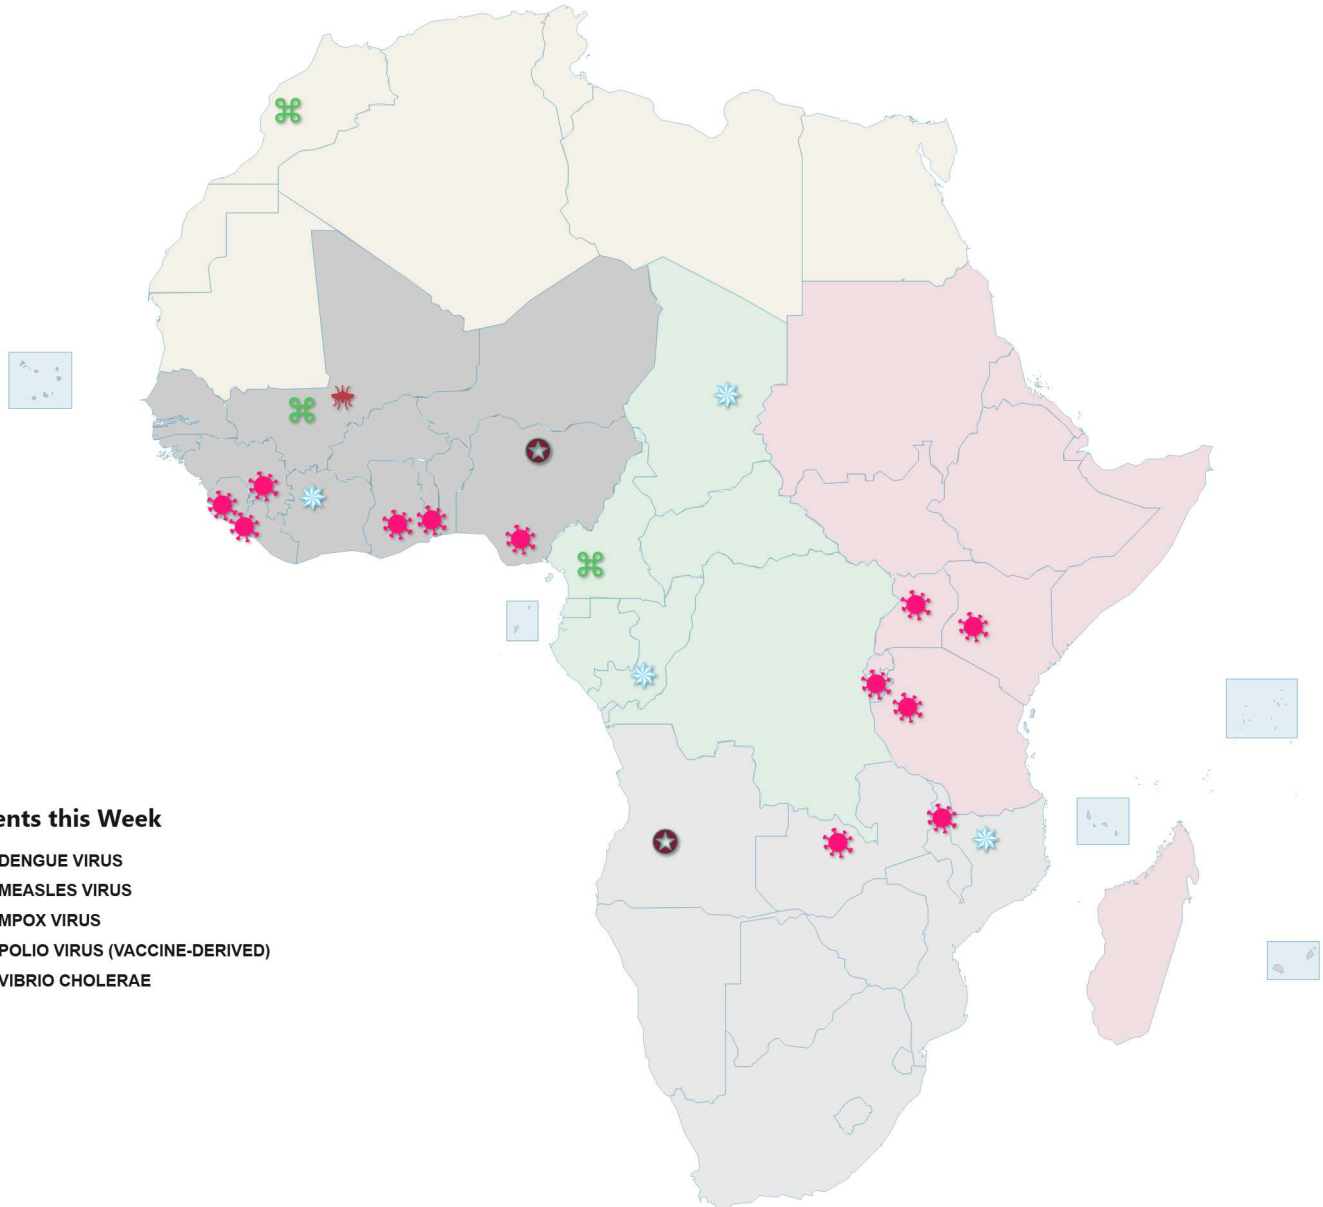 ents this Week
DENGUE VIRUS
MEASLES VIRUS
MPOX VIRUS
POLIO VIRUS (VACCINE-DERIVED)
VIBRIO CHOLERAE